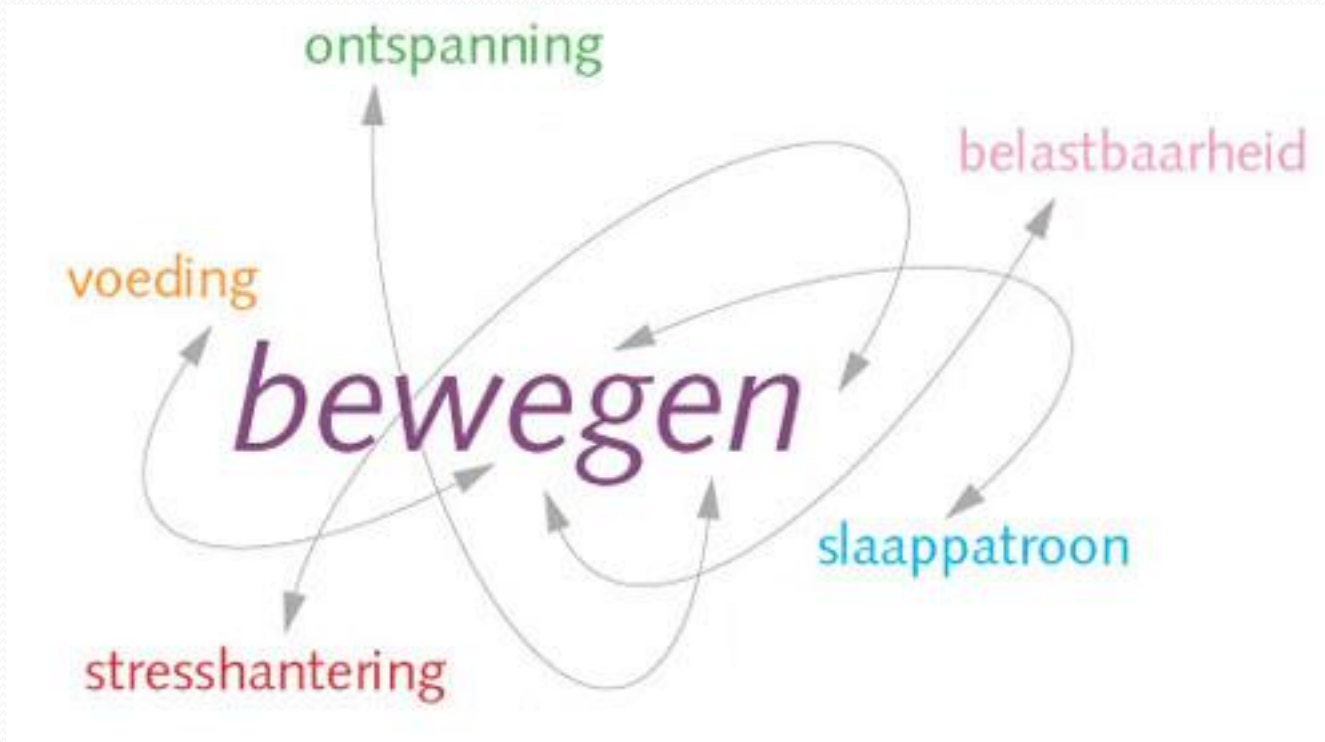 ontspanning
belastbaarheid
voeding
bewegen
slaappatroon
stresshantering